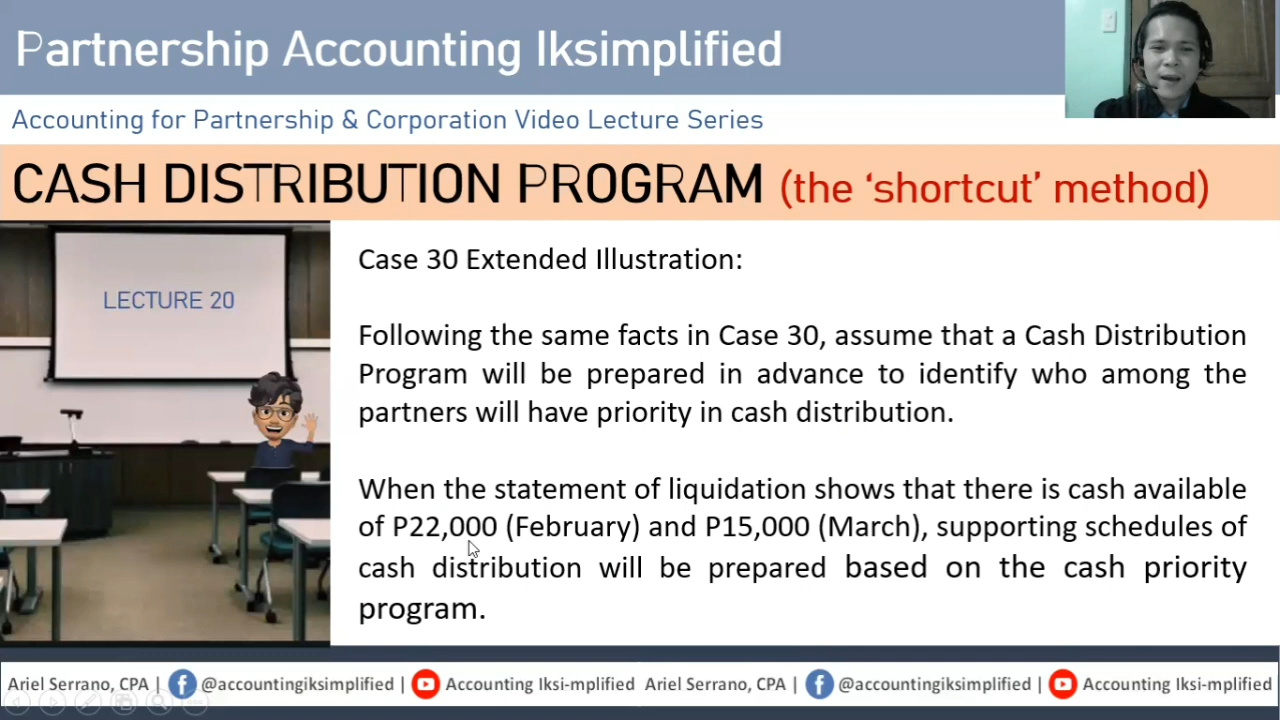 Partnership Accounting Iksimplified
Accounting for Partnership & Corporation Video Lecture Series
CASH DISTRIBUTION PROGRAM (the ‘shortcut’ method)
LECTURE 20
Case 30 Extended Illustration:
Following the same facts in Case 30, assume that a Cash Distribution
Program will be prepared in advance to identify who among the
partners will have priority in cash distribution.
When the statement of liquidation shows that there is cash available
of P22,000 (February) and P15,000 (March), supporting schedules of
cash distribution will be prepared based on the cash priority
program.
Ariel Serrano, CPA | @accountingiksimplified | Accounting Iksi-mplified Ariel Serrano, CPA | @accountingiksimplified | Accounting Iksi-mplified